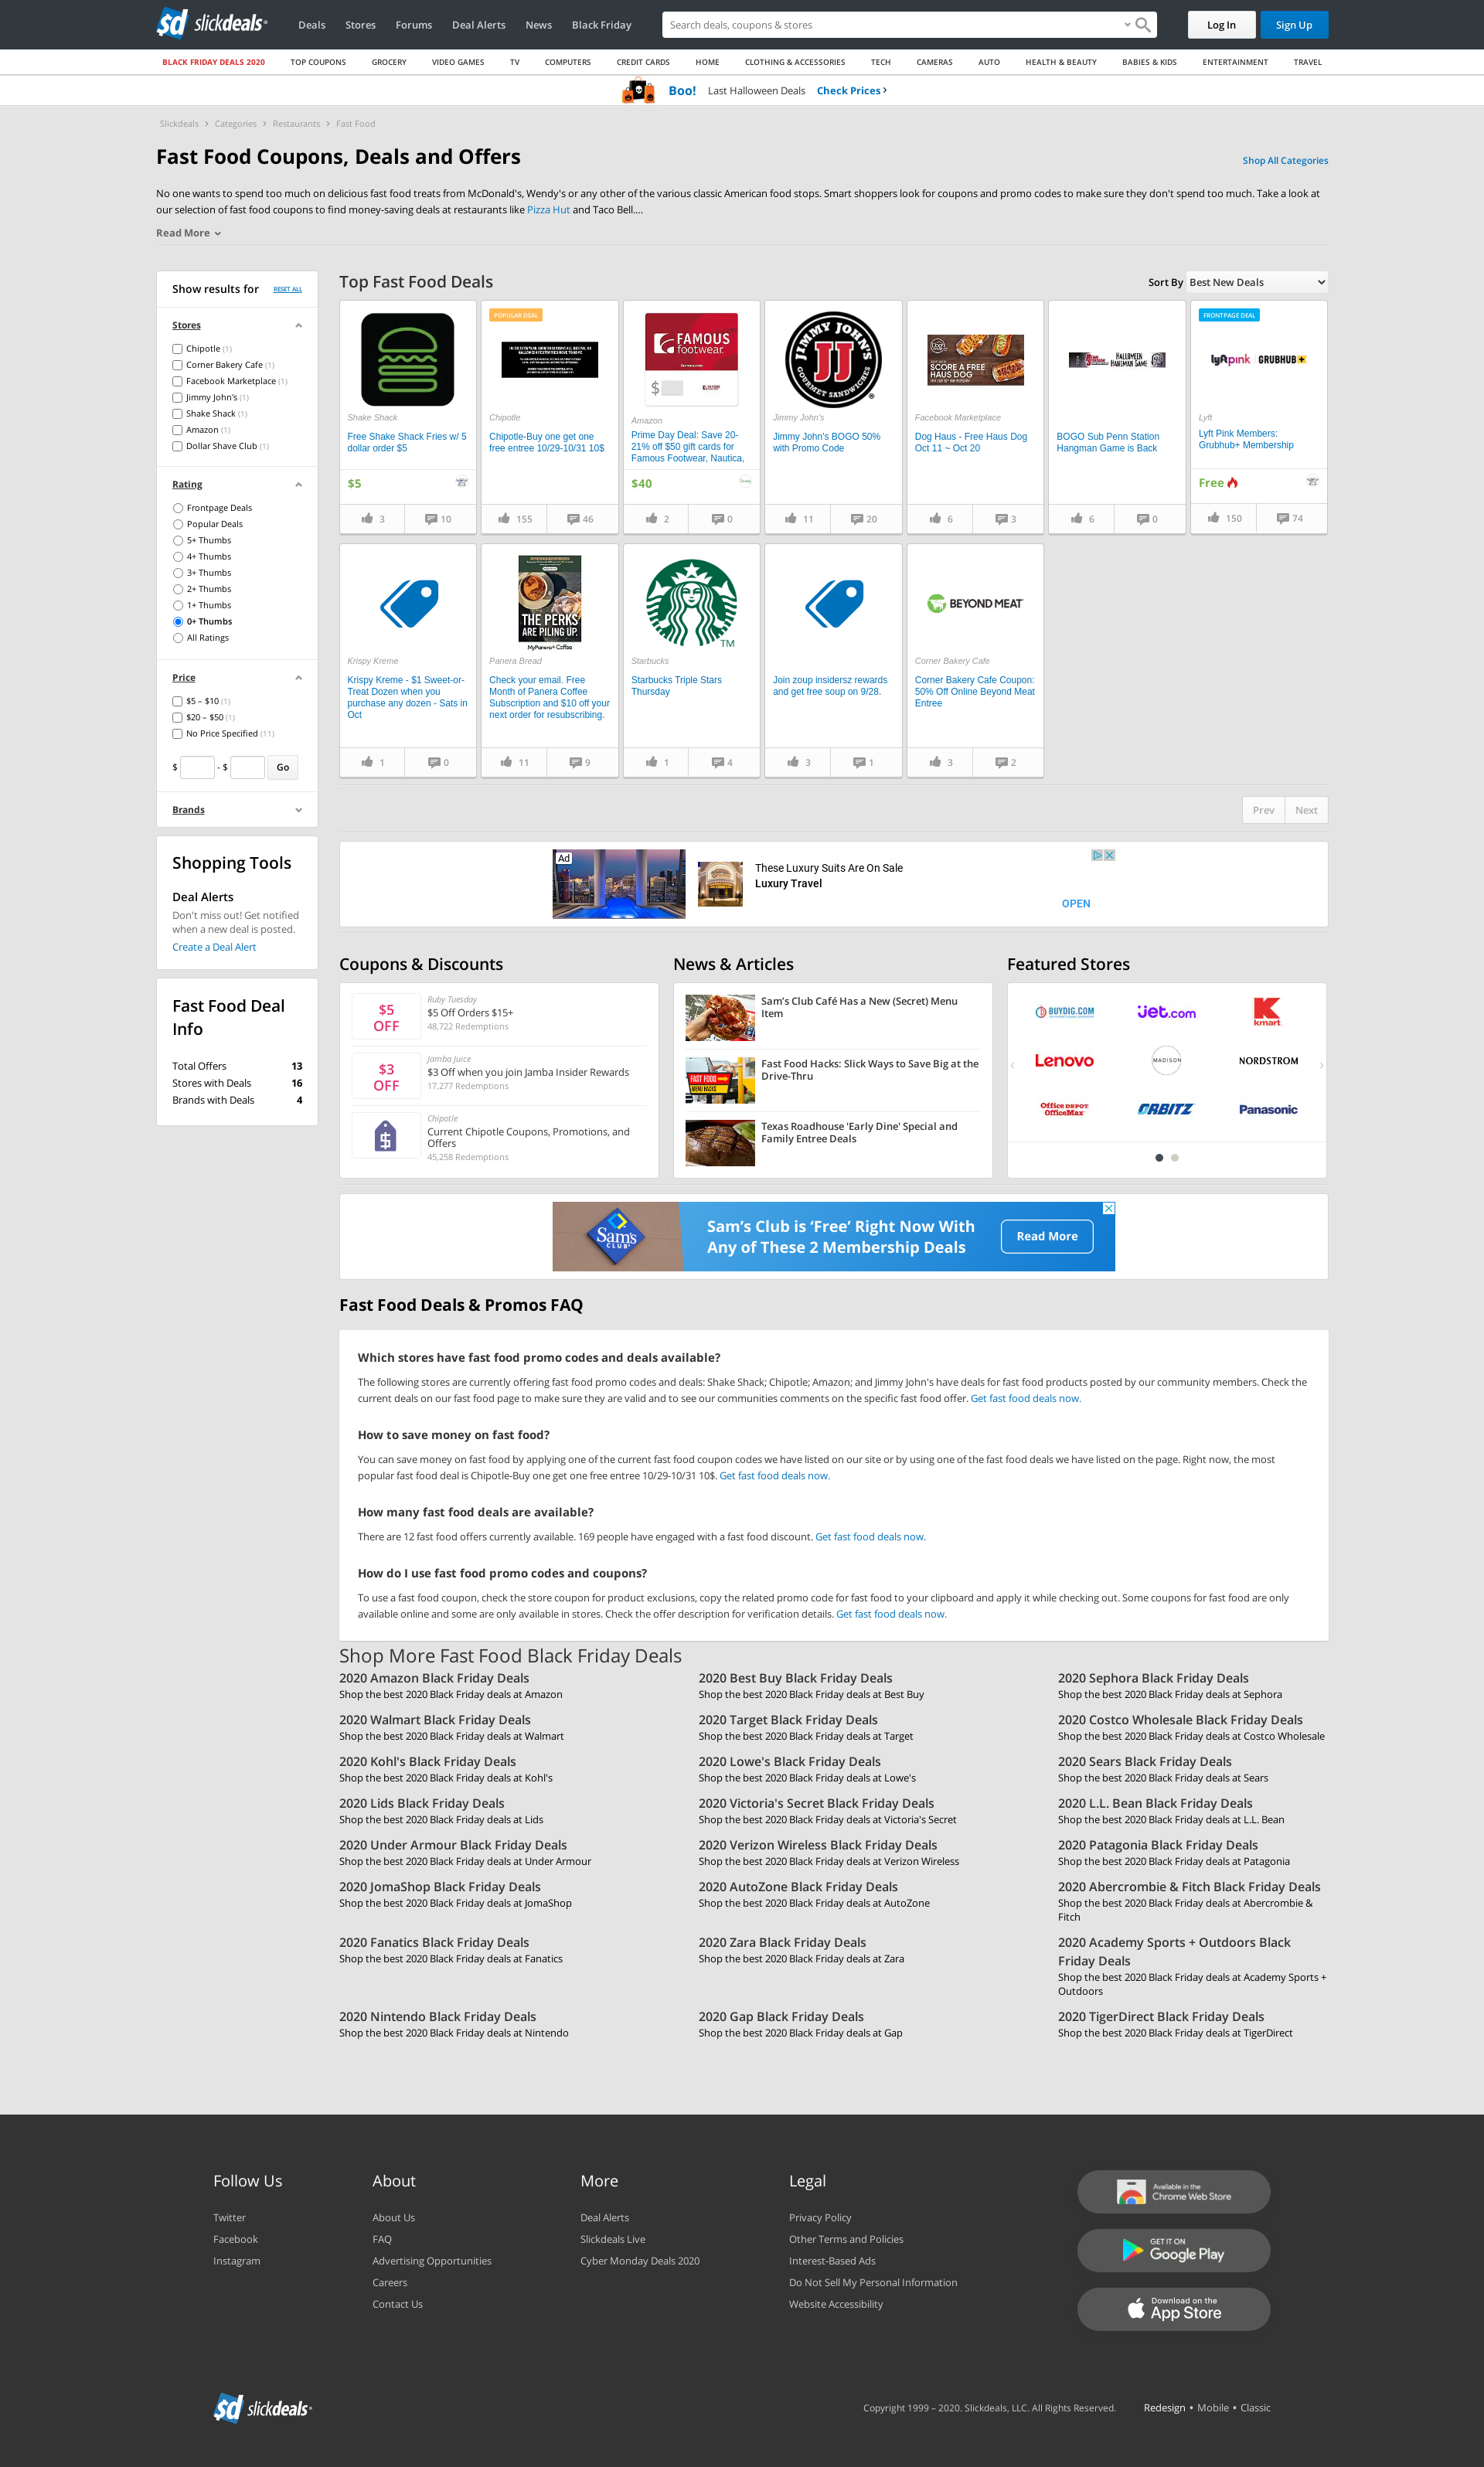 sd slickdeals
Deals Stores Forums Deal Alerts News Black Friday
Search deals, coupons & stores
Log In
Sign Up
BLACK FRIDAY DEALS 2020 TOP COUPONS GROCERY VIDEO GAMES TV COMPUTERS CREDIT CARDS HOME CLOTHING & ACCESSORIES TECH CAMERAS AUTO HEALTH & BEAUTY BABIES & KIDS ENTERTAINMENT TRAVEL
Boo! Last Halloween Deals Check Prices ›
Slickdeals › Categories › Restaurants › Fast Food
Fast Food Coupons, Deals and Offers
Shop All Categories
No one wants to spend too much on delicious fast food treats from McDonald's, Wendy's or any other of the various classic American food stops. Smart shoppers look for coupons and promo codes to make sure they don't spend too much. Take a look at
our selection of fast food coupons to find money-saving deals at restaurants like Pizza Hut and Taco Bell....
Read More
Show results for RESET ALL
Stores
Chipotle (1)
Corner Bakery Cafe (1)
Facebook Marketplace (1)
Jimmy John's (1)
Shake Shack (1)
Amazon (1)
Dollar Shave Club (1)
Rating
Frontpage Deals
Popular Deals
5+ Thumbs
4+ Thumbs
3+ Thumbs
2+ Thumbs
1+ Thumbs
0+ Thumbs
All Ratings
Price
$5 – $10 (1)
$20 – $50 (1)
No Price Specified (11)
$ - $ Go
Brands
Shopping Tools
Deal Alerts
Don't miss out! Get notified
when a new deal is posted.
Create a Deal Alert
Fast Food Deal
Info
Total Offers 13
Stores with Deals 16
Brands with Deals 4
Top Fast Food Deals
Sort By Best New Deals
Shake Shack
Free Shake Shack Fries w/ 5
dollar order $5
$5
3 10
POPULAR DEAL
Chipotle
Chipotle-Buy one get one
free entree 10/29-10/31 10$
155 46
FAMOUS
footwear.
$
Amazon
Prime Day Deal: Save 20-
21% off $50 gift cards for
Famous Footwear, Nautica,
$40
2 0
JIMMY JOHN'S
JJ
GOURMET SANDWICHES
Jimmy John's
Jimmy John's BOGO 50%
with Promo Code
11 20
SCORE A FREE
HAUS DOG
Facebook Marketplace
Dog Haus - Free Haus Dog
Oct 11 ~ Oct 20
6 3
HALLOWEEN
HANGMAN GAME
BOGO Sub Penn Station
Hangman Game is Back
6 0
FRONTPAGE DEAL
lyft pink GRUBHUB+
Lyft
Lyft Pink Members:
Grubhub+ Membership
Free
150 74
Krispy Kreme
Krispy Kreme - $1 Sweet-or-
Treat Dozen when you
purchase any dozen - Sats in
Oct
1 0
THE PERKS
ARE PILING UP.
MyPanera+ Coffee
Panera Bread
Check your email. Free
Month of Panera Coffee
Subscription and $10 off your
next order for resubscribing.
11 9
TM
Starbucks
Starbucks Triple Stars
Thursday
1 4
Join zoup insidersz rewards
and get free soup on 9/28.
3 1
BEYOND MEAT
Corner Bakery Cafe
Corner Bakery Cafe Coupon:
50% Off Online Beyond Meat
Entree
3 2
Prev Next
Ad
These Luxury Suits Are On Sale
Luxury Travel
OPEN
Coupons & Discounts
$5
OFF
Ruby Tuesday
$5 Off Orders $15+
48,722 Redemptions
$3
OFF
Jamba Juice
$3 Off when you join Jamba Insider Rewards
17,277 Redemptions
Chipotle
Current Chipotle Coupons, Promotions, and
Offers
45,258 Redemptions
News & Articles
Sam's Club Café Has a New (Secret) Menu
Item
FAST FOOD
MENU HACKS
Fast Food Hacks: Slick Ways to Save Big at the
Drive-Thru
Texas Roadhouse 'Early Dine' Special and
Family Entree Deals
Featured Stores
BUYDIG.COM
jet.com
kmart
Lenovo
MADISON
NORDSTROM
Office DEPOT
OfficeMax
ORBITZ
Panasonic
Sam's
CLUB
Sam's Club is 'Free' Right Now With
Any of These 2 Membership Deals
Read More
Fast Food Deals & Promos FAQ
Which stores have fast food promo codes and deals available?
The following stores are currently offering fast food promo codes and deals: Shake Shack; Chipotle; Amazon; and Jimmy John's have deals for fast food products posted by our community members. Check the
current deals on our fast food page to make sure they are valid and to see our communities comments on the specific fast food offer. Get fast food deals now.
How to save money on fast food?
You can save money on fast food by applying one of the current fast food coupon codes we have listed on our site or by using one of the fast food deals we have listed on the page. Right now, the most
popular fast food deal is Chipotle-Buy one get one free entree 10/29-10/31 10$. Get fast food deals now.
How many fast food deals are available?
There are 12 fast food offers currently available. 169 people have engaged with a fast food discount. Get fast food deals now.
How do I use fast food promo codes and coupons?
To use a fast food coupon, check the store coupon for product exclusions, copy the related promo code for fast food to your clipboard and apply it while checking out. Some coupons for fast food are only
available online and some are only available in stores. Check the offer description for verification details. Get fast food deals now.
Shop More Fast Food Black Friday Deals
2020 Amazon Black Friday Deals
Shop the best 2020 Black Friday deals at Amazon
2020 Best Buy Black Friday Deals
Shop the best 2020 Black Friday deals at Best Buy
2020 Sephora Black Friday Deals
Shop the best 2020 Black Friday deals at Sephora
2020 Walmart Black Friday Deals
Shop the best 2020 Black Friday deals at Walmart
2020 Target Black Friday Deals
Shop the best 2020 Black Friday deals at Target
2020 Costco Wholesale Black Friday Deals
Shop the best 2020 Black Friday deals at Costco Wholesale
2020 Kohl's Black Friday Deals
Shop the best 2020 Black Friday deals at Kohl's
2020 Lowe's Black Friday Deals
Shop the best 2020 Black Friday deals at Lowe's
2020 Sears Black Friday Deals
Shop the best 2020 Black Friday deals at Sears
2020 Lids Black Friday Deals
Shop the best 2020 Black Friday deals at Lids
2020 Victoria's Secret Black Friday Deals
Shop the best 2020 Black Friday deals at Victoria's Secret
2020 L.L. Bean Black Friday Deals
Shop the best 2020 Black Friday deals at L.L. Bean
2020 Under Armour Black Friday Deals
Shop the best 2020 Black Friday deals at Under Armour
2020 Verizon Wireless Black Friday Deals
Shop the best 2020 Black Friday deals at Verizon Wireless
2020 Patagonia Black Friday Deals
Shop the best 2020 Black Friday deals at Patagonia
2020 JomaShop Black Friday Deals
Shop the best 2020 Black Friday deals at JomaShop
2020 AutoZone Black Friday Deals
Shop the best 2020 Black Friday deals at AutoZone
2020 Abercrombie & Fitch Black Friday Deals
Shop the best 2020 Black Friday deals at Abercrombie &
Fitch
2020 Fanatics Black Friday Deals
Shop the best 2020 Black Friday deals at Fanatics
2020 Zara Black Friday Deals
Shop the best 2020 Black Friday deals at Zara
2020 Academy Sports + Outdoors Black
Friday Deals
Shop the best 2020 Black Friday deals at Academy Sports +
Outdoors
2020 Nintendo Black Friday Deals
Shop the best 2020 Black Friday deals at Nintendo
2020 Gap Black Friday Deals
Shop the best 2020 Black Friday deals at Gap
2020 TigerDirect Black Friday Deals
Shop the best 2020 Black Friday deals at TigerDirect
Follow Us
Twitter
Facebook
Instagram
About
About Us
FAQ
Advertising Opportunities
Careers
Contact Us
More
Deal Alerts
Slickdeals Live
Cyber Monday Deals 2020
Legal
Privacy Policy
Other Terms and Policies
Interest-Based Ads
Do Not Sell My Personal Information
Website Accessibility
Available in the
Chrome Web Store
GET IT ON
Google Play
Download on the
App Store
sd slickdeals
Copyright 1999 – 2020. Slickdeals, LLC. All Rights Reserved.
Redesign • Mobile • Classic